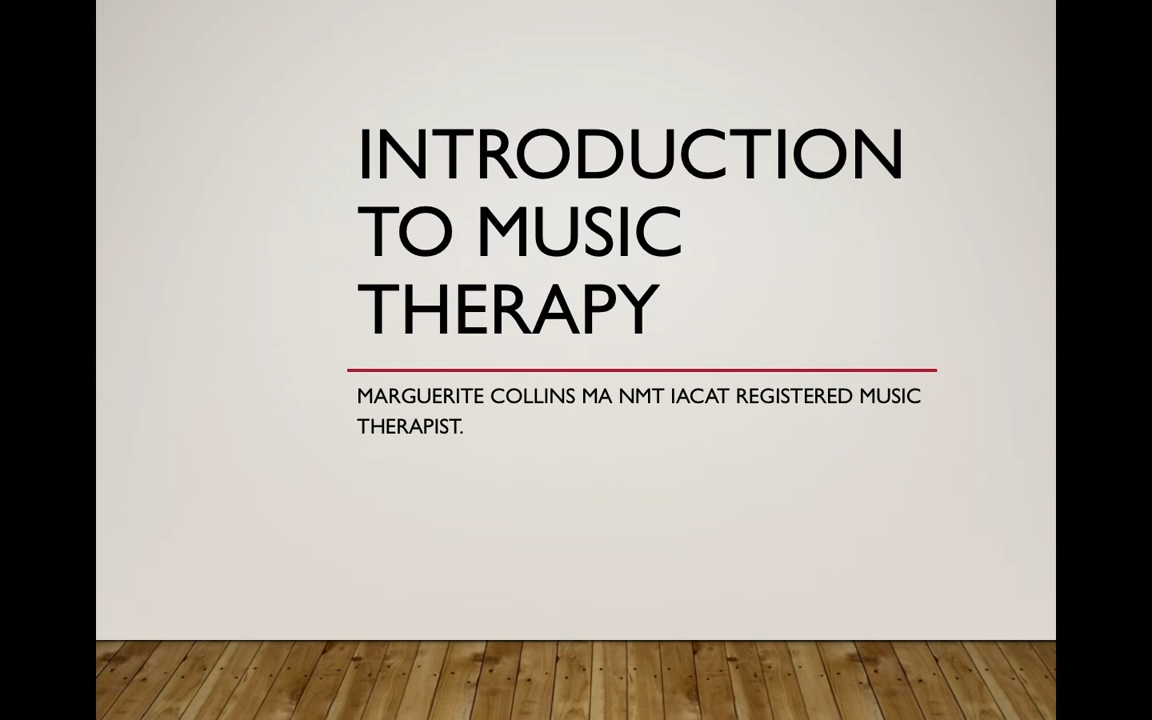 INTRODUCTION
TO MUSIC
THERAPY
MARGUERITE COLLINS MA NMT IACAT REGISTERED MUSIC
THERAPIST.